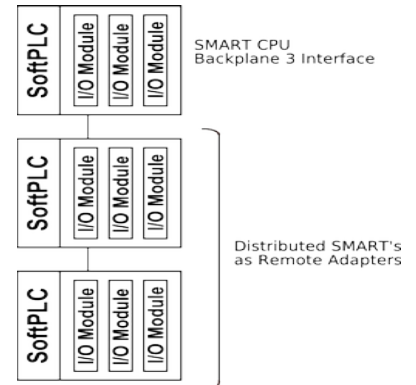 SoftPLC
I/O Module
I/O Module
I/O Module
SMART CPU
Backplane 3 Interface
SoftPLC
I/O Module
I/O Module
I/O Module
Distributed SMART's
as Remote Adapters
SoftPLC
I/O Module
I/O Module
I/O Module